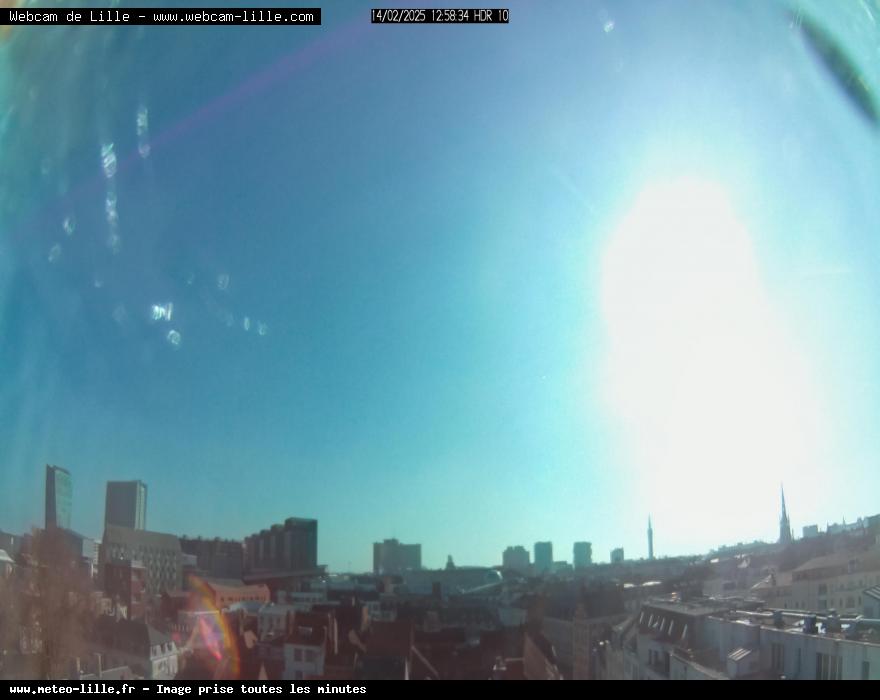 Webcam de Lille - www.webcam-lille.com
14/02/2025 12:58:34 HDR 10
www.meteo-lille.fr - Image prise toutes les minutes